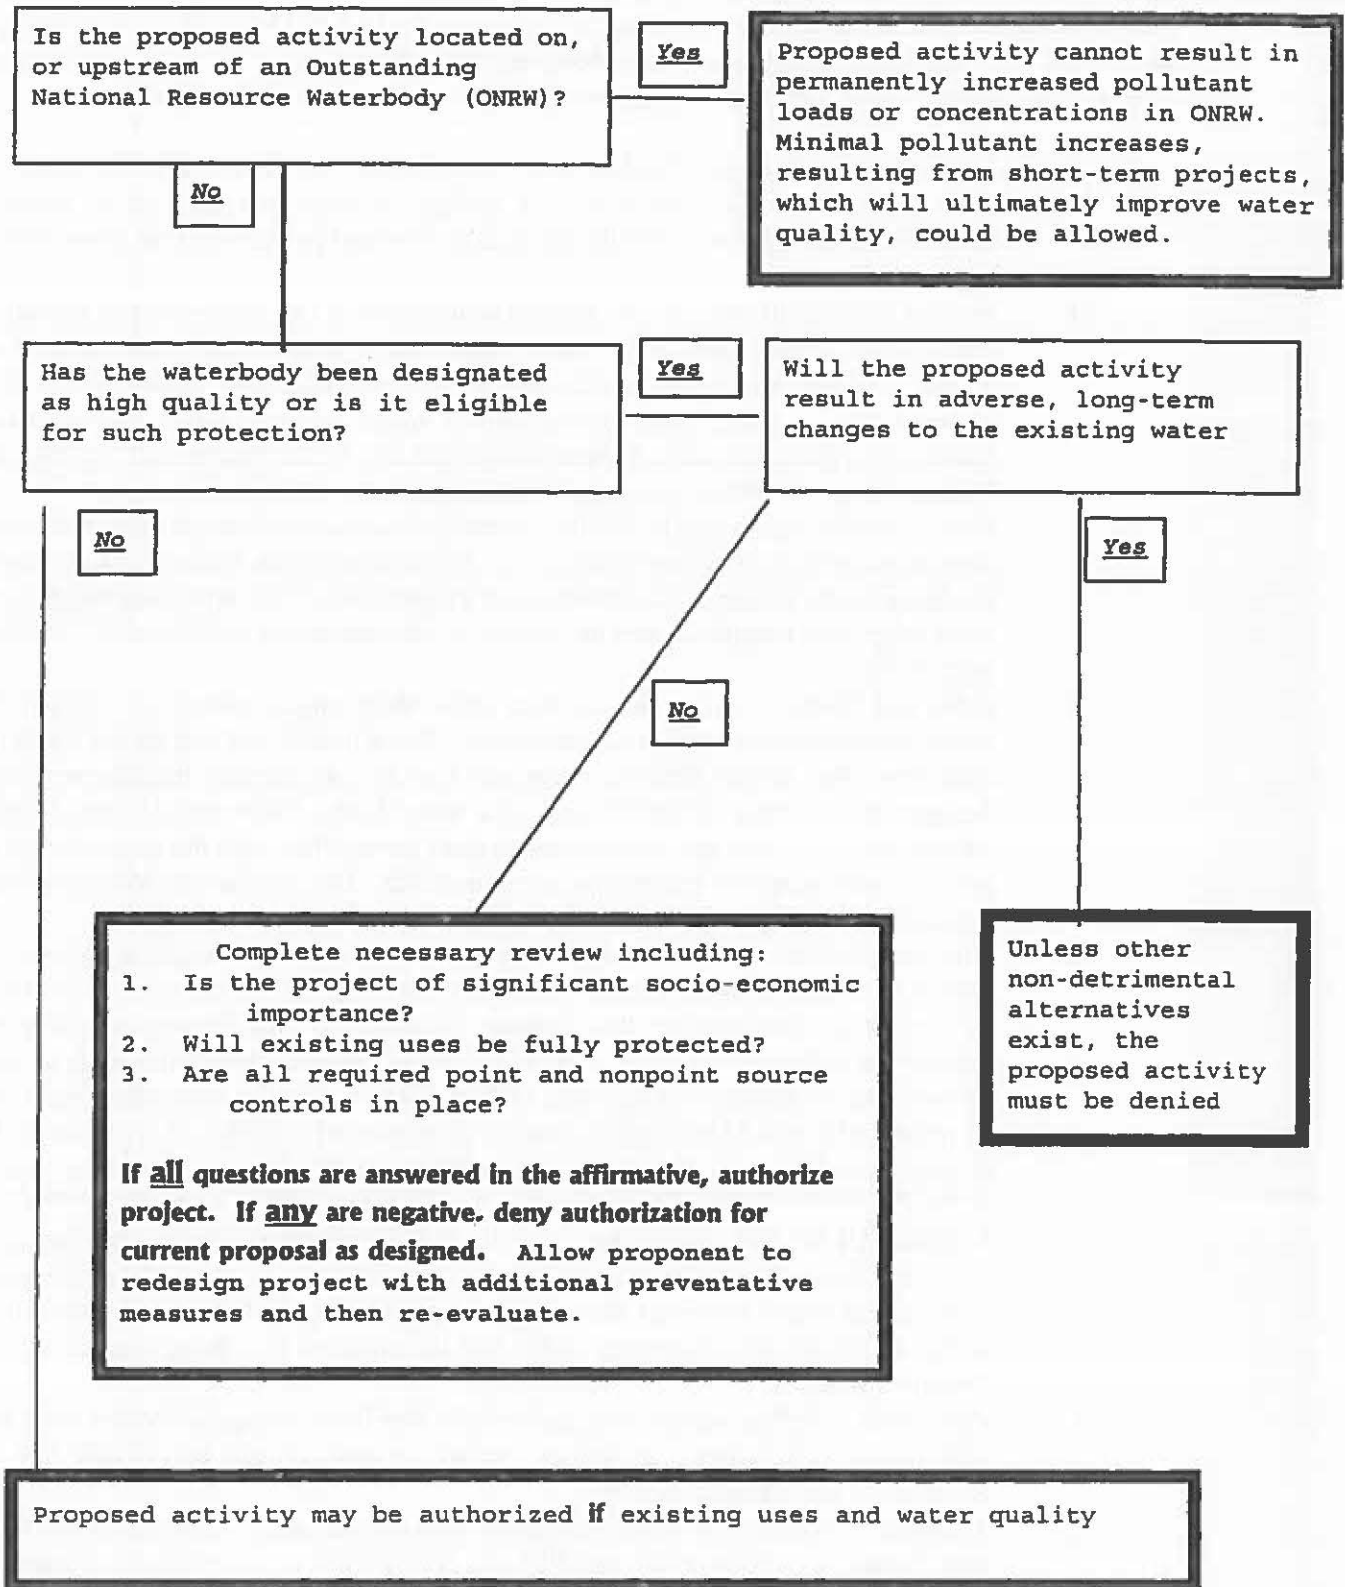 Is the proposed activity located on,
or upstream of an Outstanding
National Resource Waterbody (ONRW)?
Yes
Proposed activity cannot result in
permanently increased pollutant
loads or concentrations in ONRW.
Minimal pollutant increases,
resulting from short-term projects,
which will ultimately improve water
quality, could be allowed.
No
Has the waterbody been designated
as high quality or is it eligible
for such protection?
Yes
Will the proposed activity
result in adverse, long-term
changes to the existing water
No
Yes
No
Complete necessary review including:
1. Is the project of significant socio-economic
importance?
2. Will existing uses be fully protected?
3. Are all required point and nonpoint source
controls in place?
If all questions are answered in the affirmative, authorize
project. If any are negative. deny authorization for
current proposal as designed. Allow proponent to
redesign project with additional preventative
measures and then re-evaluate.
Unless other
non-detrimental
alternatives
exist, the
proposed activity
must be denied
Proposed activity may be authorized if existing uses and water quality